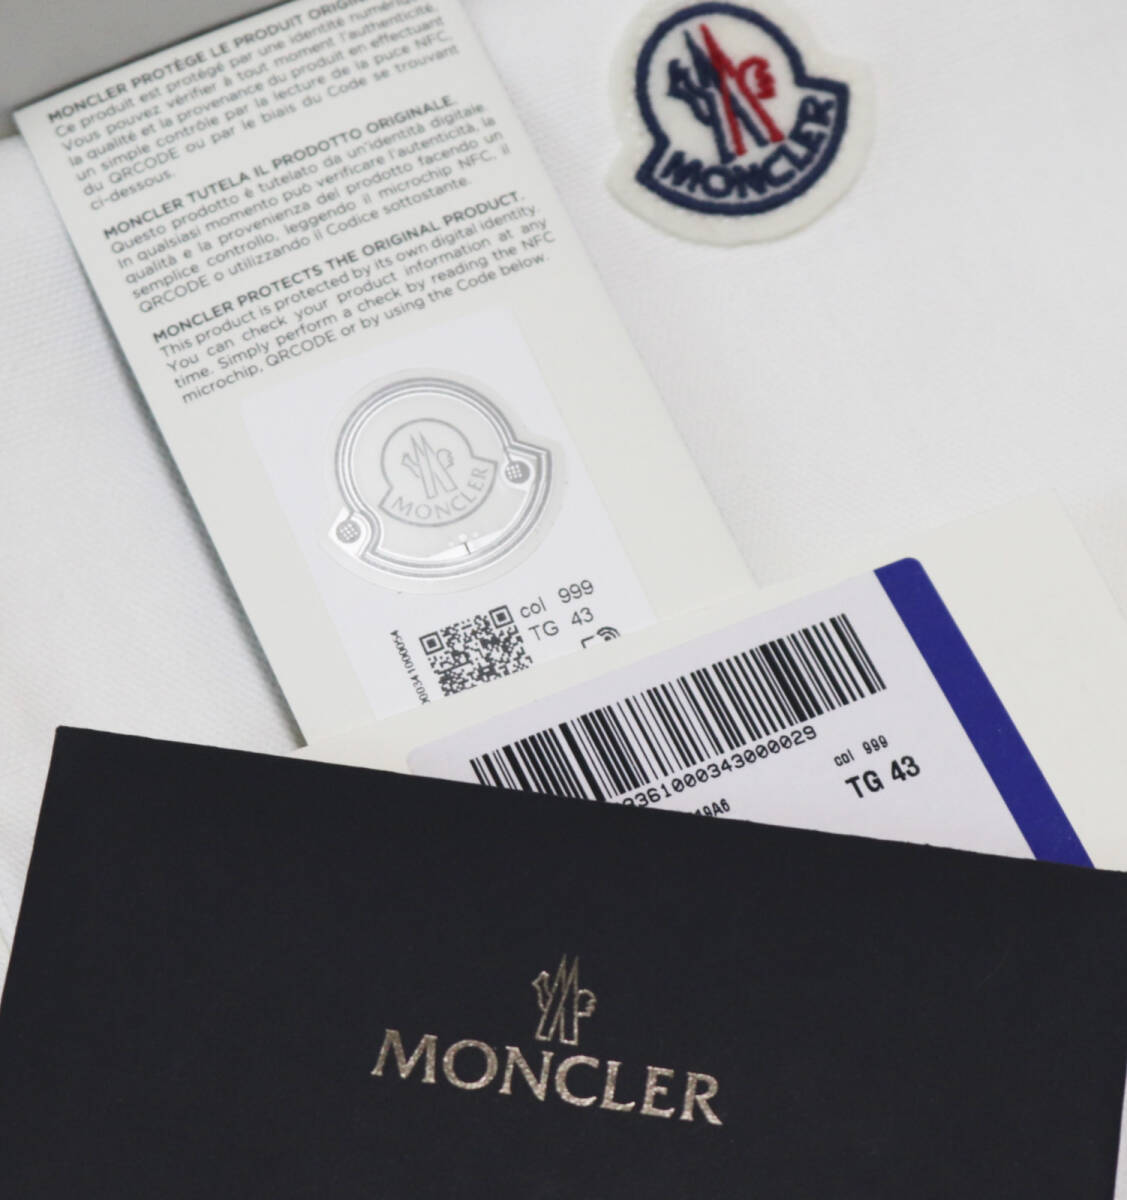 MONCLER PROTÈGE LE PRODUIT
Ce produit est protégé par une identité
Vous pouvez vérifier à tout moment l'authenticité,
la qualité et la provenance du produit en effectuant
un simple contrôle par la lecture de la puce NFC,
du QRCODE ou par le biais du Code se trouvant
ci-dessous.
MONCLER TUTELA IL PRODOTTO ORIGINALE.
Questo prodotto è tutelato da un'identità digitale.
In qualsiasi momento può verificare l'autenticità, la
qualità e la provenienza del prodotto facendo un
semplice controllo, leggendo il microchip NFC, il
QRCODE o utilizzando il Codice sottostante.
MONCLER PROTECTS THE ORIGINAL PRODUCT.
This product is protected by its own digital identity.
You can check your product information at any
time. Simply perform a check by reading the NFC
microchip, QRCODE or by using the Code below.
MONCLER
MONCLER
col 999
TG 43
col 999
TG 43
MONCLER